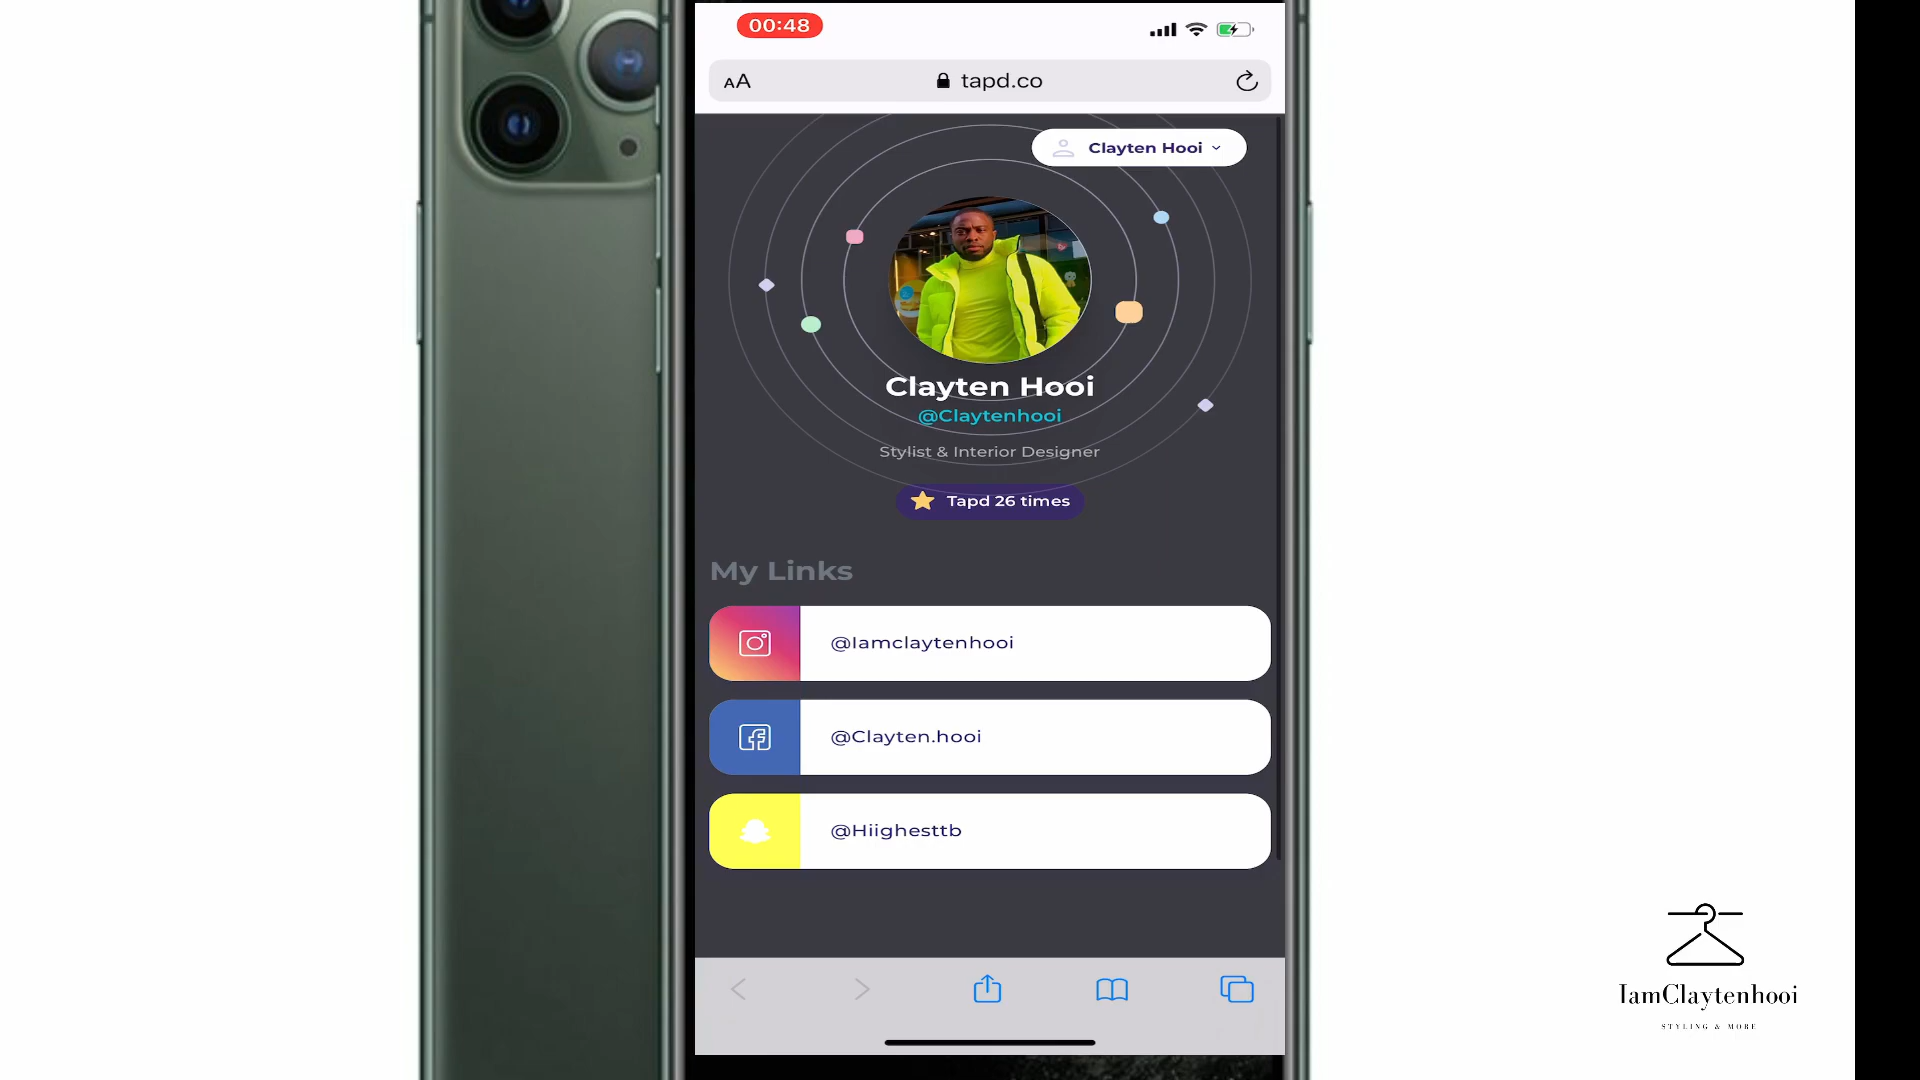 00:48
AA
tapd.co
Clayten Hooi
Clayten Hooi
@Claytenhooi
Stylist & Interior Designer
Tapd 26 times
My Links
@Iamclaytenhooi
@Clayten.hooi
@Hiighesttb
IamClaytenhooi
STYLING & MORE